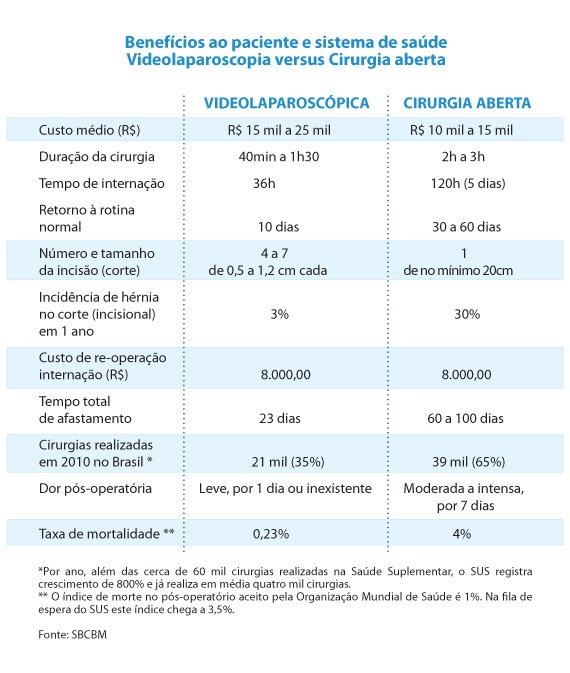 Benefícios ao paciente e sistema de saúde
Videolaparoscopia versus Cirurgia aberta
VIDEOLAPAROSCÓPICA CIRURGIA ABERTA
Custo médio (R$) R$ 15 mil a 25 mil R$ 10 mil a 15 mil
Duração da cirurgia 40min a 1h30 2h a 3h
Tempo de internação 36h 120h (5 dias)
Retorno à rotina
normal 10 dias 30 a 60 dias
Número e tamanho 4 a 7 1
da incisão (corte) de 0,5 a 1,2 cm cada de no mínimo 20cm
Incidência de hérnia
no corte (incisional) 3% 30%
em 1 ano
Custo de re-operação
internação (R$) 8.000,00 8.000,00
Tempo total
de afastamento 23 dias 60 a 100 dias
Cirurgias realizadas
em 2010 no Brasil * 21 mil (35%) 39 mil (65%)
Dor pós-operatória Leve, por 1 dia ou inexistente Moderada a intensa,
por 7 dias
Taxa de mortalidade ** 0,23% 4%
*Por ano, além das cerca de 60 mil cirurgias realizadas na Saúde Suplementar, o SUS registra
crescimento de 800% e já realiza em média quatro mil cirurgias.
** O índice de morte no pós-operatório aceito pela Organização Mundial de Saúde é 1%. Na fila de
espera do SUS este índice chega a 3,5%.
Fonte: SBCBM